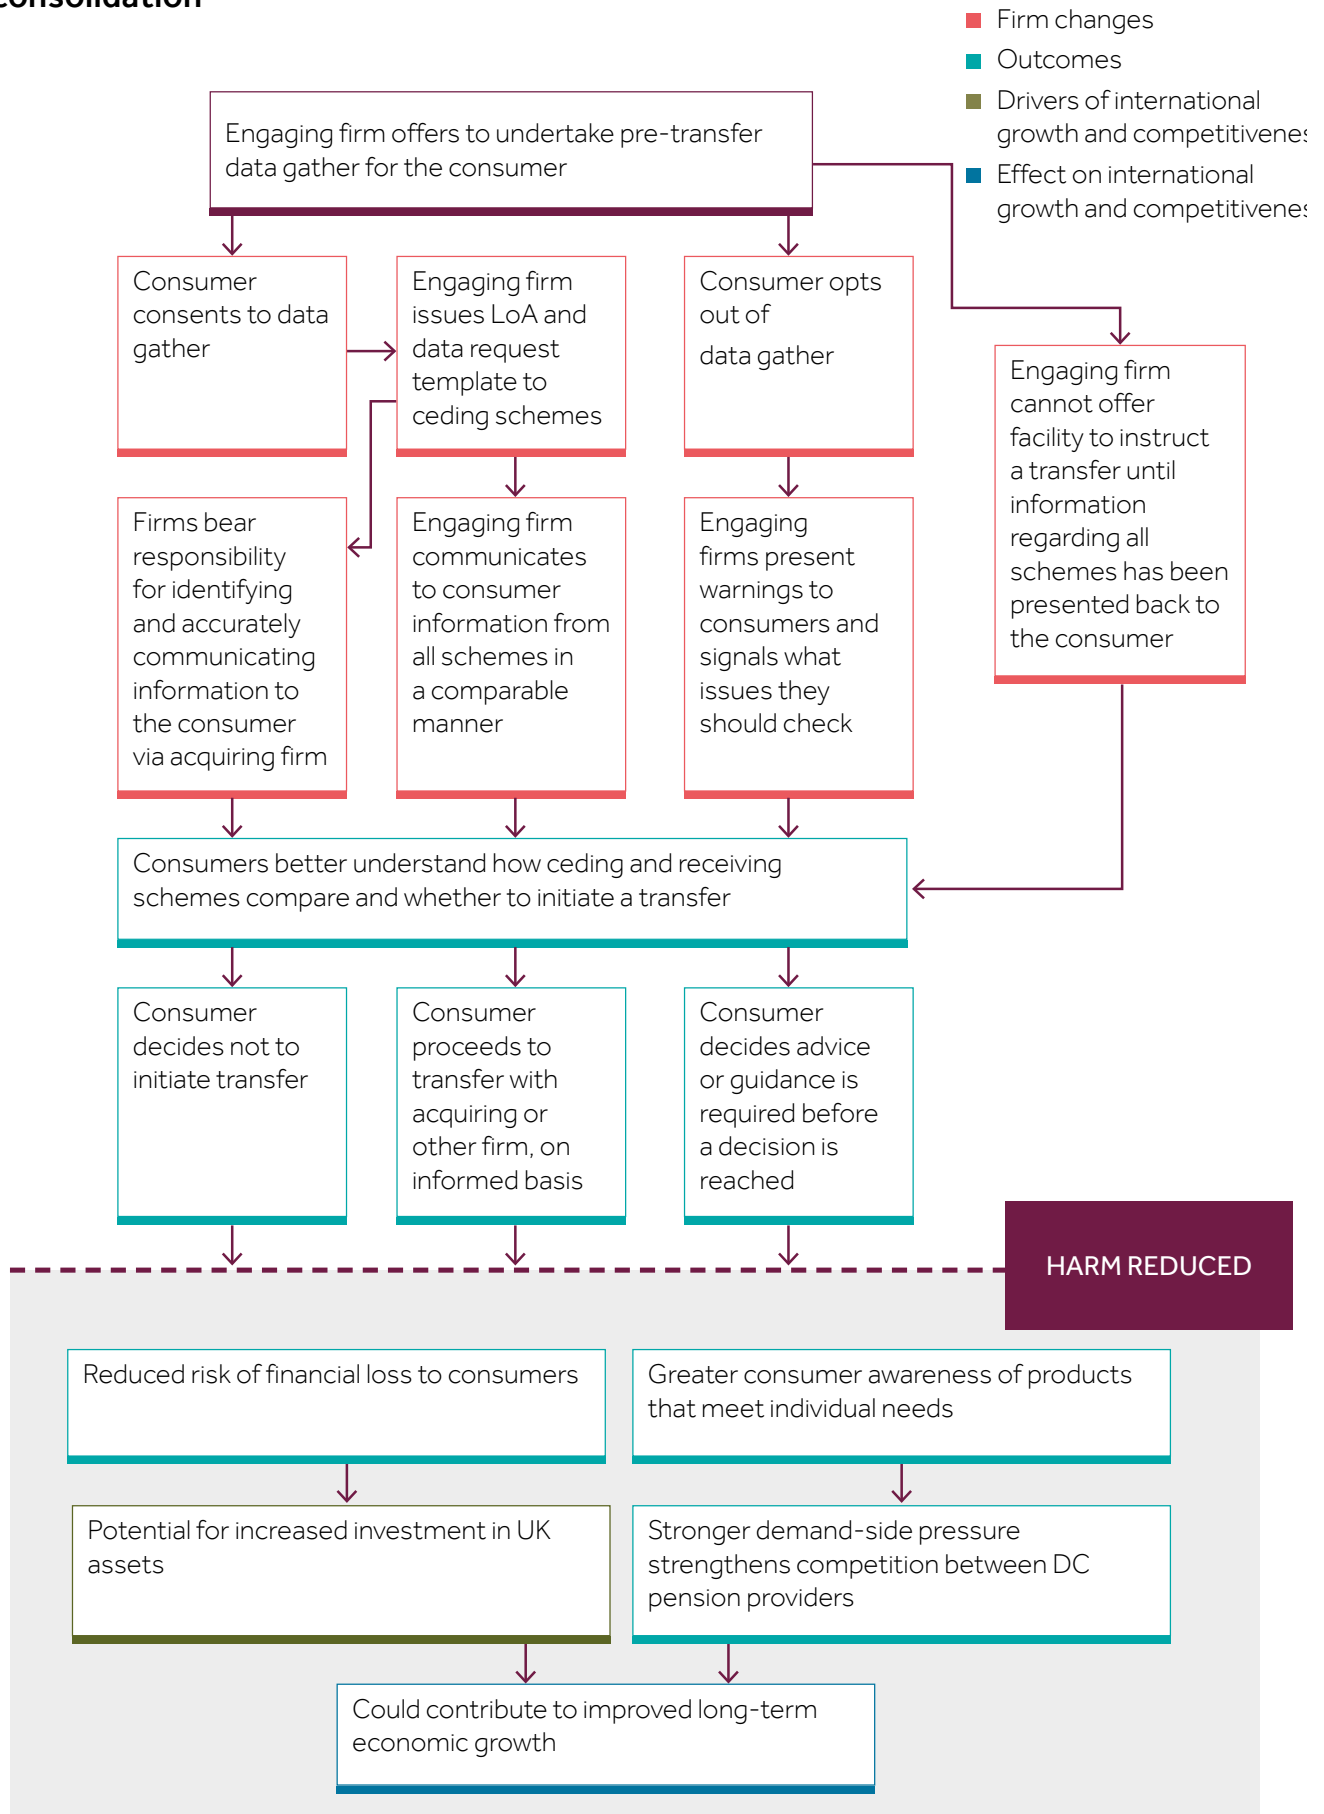 consolidation
Firm changes
Outcomes
Drivers of international
growth and
Effect on international
growth and
Engaging firm offers to undertake pre-transfer
data gather for the consumer
Consumer
consents to data
gather
Engaging firm
issues LoA and
data request
template to
ceding schemes
Consumer opts
out of
data gather
Engaging firm
cannot offer
facility to instruct
a transfer until
information
regarding all
schemes has been
presented back to
the consumer
Firms bear
responsibility
for identifying
and accurately
communicating
information to
the consumer
via acquiring firm
Engaging firm
communicates
to consumer
information from
all schemes in
a comparable
manner
Engaging
firms present
warnings to
consumers and
signals what
issues they
should check
Consumers better understand how ceding and receiving
schemes compare and whether to initiate a transfer
Consumer
decides not to
initiate transfer
Consumer
proceeds to
transfer with
acquiring or
other firm, on
informed basis
Consumer
decides advice
or guidance is
required before
a decision is
reached
HARM REDUCED
Reduced risk of financial loss to consumers
Greater consumer awareness of products
that meet individual needs
Potential for increased investment in UK
assets
Stronger demand-side pressure
strengthens competition between DC
pension providers
Could contribute to improved long-term
economic growth